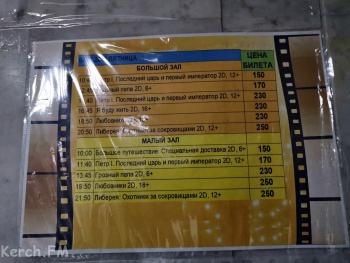 ПЯТНИЦА
ЦЕНА БИЛЕТА
БОЛЬШОЙ ЗАЛ
Петр I. Последний царь и первый император 2D, 12+ 150
Грозный папа 2D, 6+ 170
Петр I. Последний царь и первый император 2D, 12+ 230
Я буду жить 2D, 16+ 230
18:50 Любовники 2D, 230
20:50 Либерея: Охотники за сокровищами 2D, 12+ 250
МАЛЫЙ ЗАЛ
10:00 Большое путешествие. Специальная доставка 2D, 6+ 150
11:40 Петр I. Последний царь и первый император 2D, 12+ 170
13:45 Грозный папа 2D, 6+ 230
19:50 Любовники 2D, 18+ 250
21:50 Либерея: Охотники за сокровищами 2D, 12+ 250
Kerch.FM